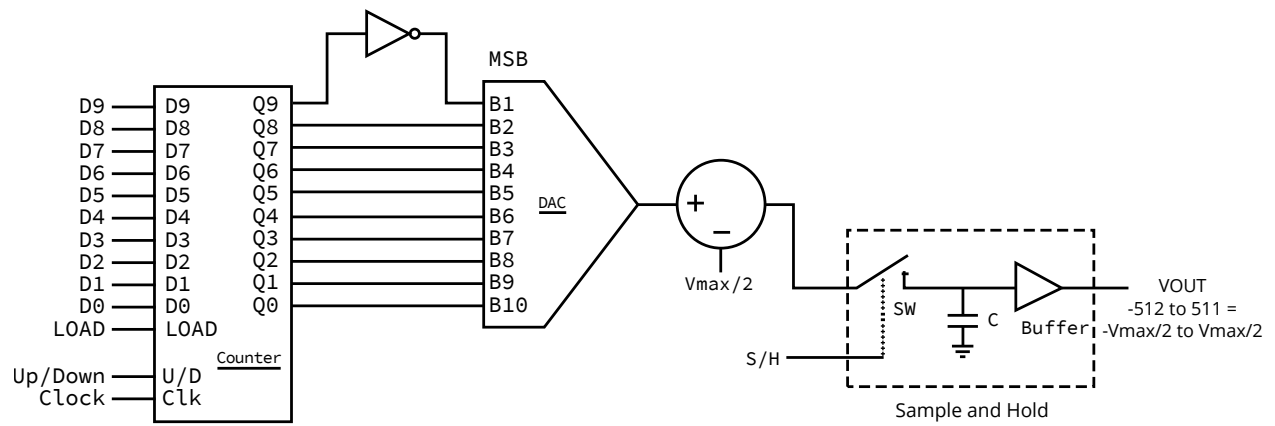 MSB
D9 D9 Q9 B1
D8 D8 Q8 B2
D7 D7 Q7 B3
D6 D6 Q6 B4
D5 D5 Q5 B5
D4 D4 Q4 B6
D3 D3 Q3 B7
D2 D2 Q2 B8
D1 D1 Q1 B9
D0 D0 Q0 B10
LOAD LOAD
Counter
Up/Down U/D
Clock Clk
DAC
+
−
Vmax/2
SW
C
Buffer
S/H
Sample and Hold
VOUT
-512 to 511 =
-Vmax/2 to Vmax/2